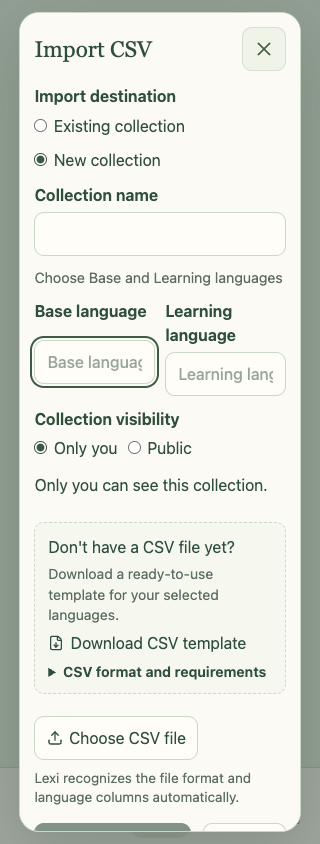 Import CSV
Import destination
Existing collection
New collection
Collection name
Choose Base and Learning languages
Base language
Learning
language
Base languag
Learning lang
Collection visibility
Only you
Public
Only you can see this collection.
Don't have a CSV file yet?
Download a ready-to-use
template for your selected
languages.
Download CSV template
CSV format and requirements
Choose CSV file
Lexi recognizes the file format and
language columns automatically.